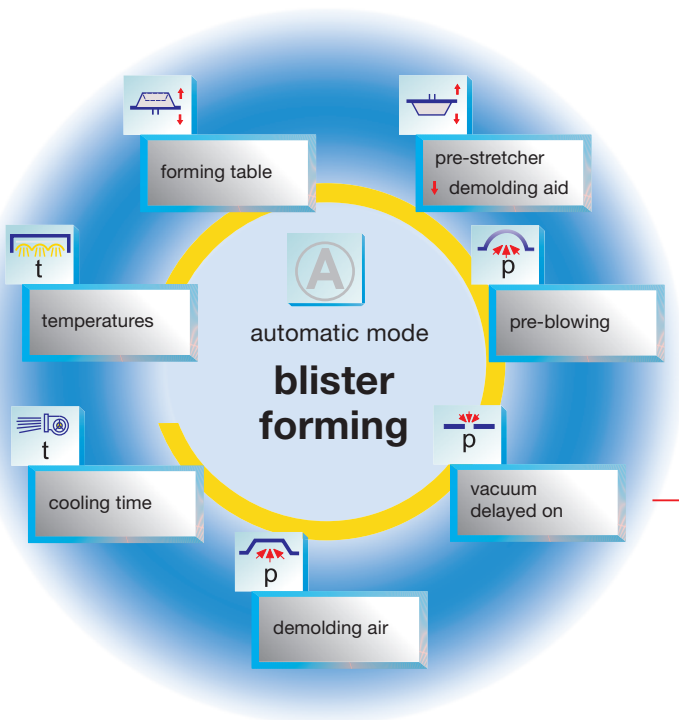 forming table
pre-stretcher
demolding aid
t
temperatures
p
pre-blowing
A
automatic mode
blister
forming
t
cooling time
p
vacuum
delayed on
p
demolding air